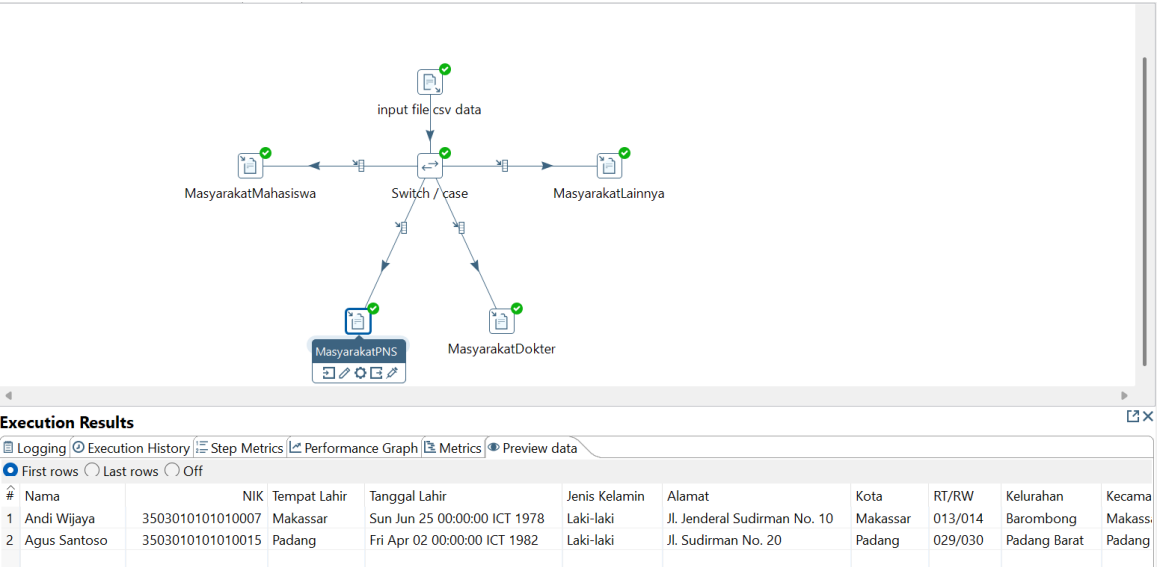 input file csv data
MasyarakatMahasiswa
Switch / case
MasyarakatLainnya
MasyarakatPNS
MasyarakatDokter
Execution Results
Logging Execution History Step Metrics Performance Graph Metrics Preview data
First rows Last rows Off
# Nama NIK Tempat Lahir Tanggal Lahir Jenis Kelamin Alamat Kota RT/RW Kelurahan Kecama
1 Andi Wijaya 3503010101010007 Makassar Sun Jun 25 00:00:00 ICT 1978 Laki-laki Jl. Jenderal Sudirman No. 10 Makassar 013/014 Barombong Makass
2 Agus Santoso 3503010101010015 Padang Fri Apr 02 00:00:00 ICT 1982 Laki-laki Jl. Sudirman No. 20 Padang 029/030 Padang Barat Padang